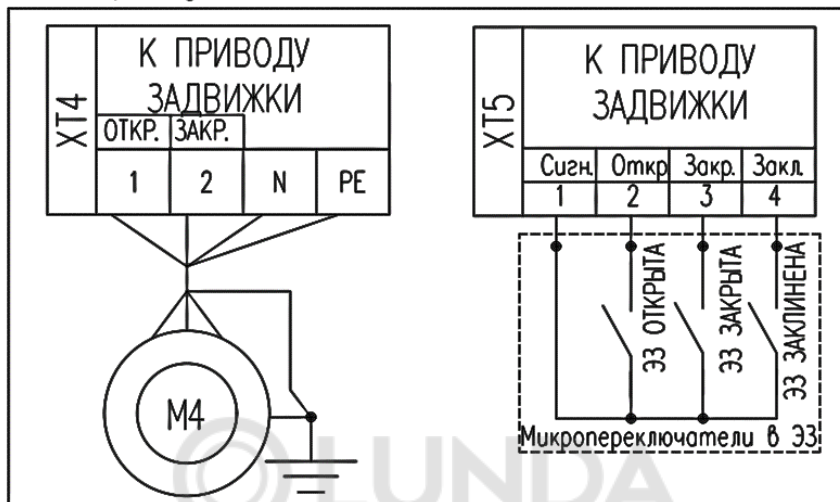 К ПРИВОДУ
ЗАДВИЖКИ
XT4
ОТКР. ЗАКР.
1 2 N PE
M4
К ПРИВОДУ
ЗАДВИЖКИ
XT5
Сигн. Откр Закр. Закл.
1 2 3 4
ЭЗ ОТКРЫТА
ЭЗ ЗАКРЫТА
ЭЗ ЗАКЛИНЕНА
Микропереключатели в ЭЗ
LUNDA